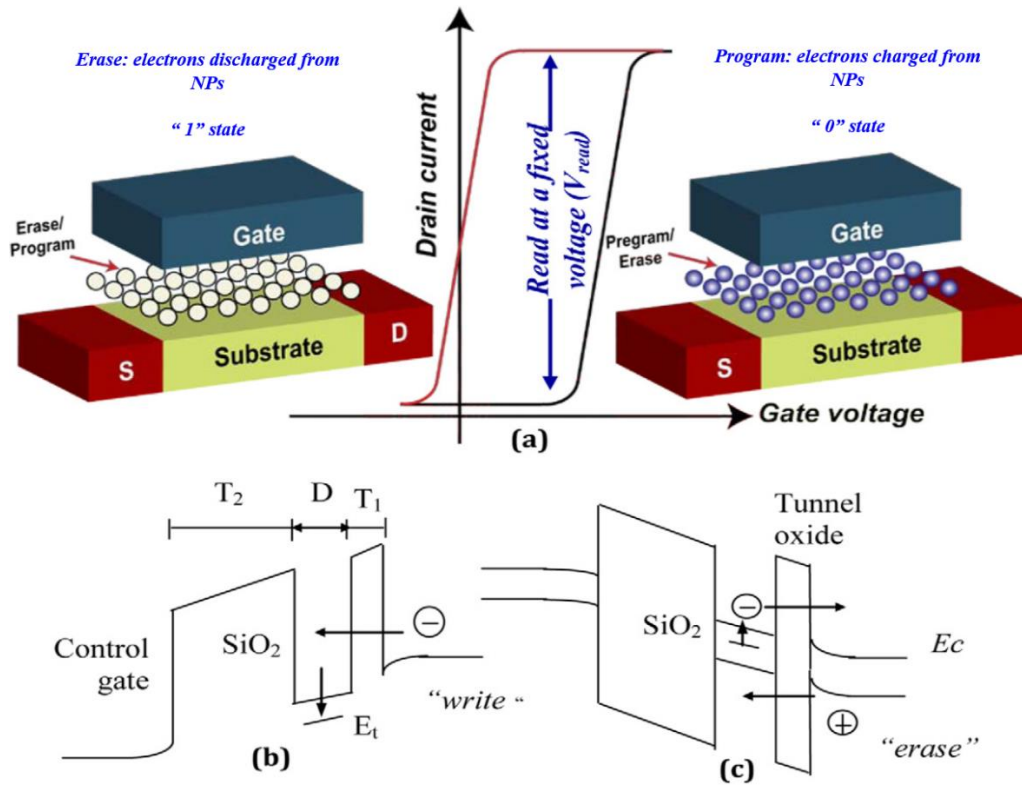 Erase: electrons discharged from
NPs
“ 1” state
Erase/
Program
Gate
S
Substrate
D
Drain current
Read at a fixed
voltage (Vread)
Gate voltage
(a)
Program: electrons charged from
NPs
“ 0” state
Pregram/
Erase
Gate
S
Substrate
T2
D
T1
Control
gate
SiO2
−
“write “
Et
(b)
Tunnel
oxide
SiO2
−
Ec
+
“erase”
(c)